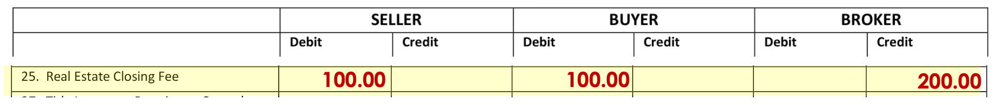 SELLER BUYER BROKER
Debit Credit Debit Credit Debit Credit
25. Real Estate Closing Fee 100.00 100.00 200.00